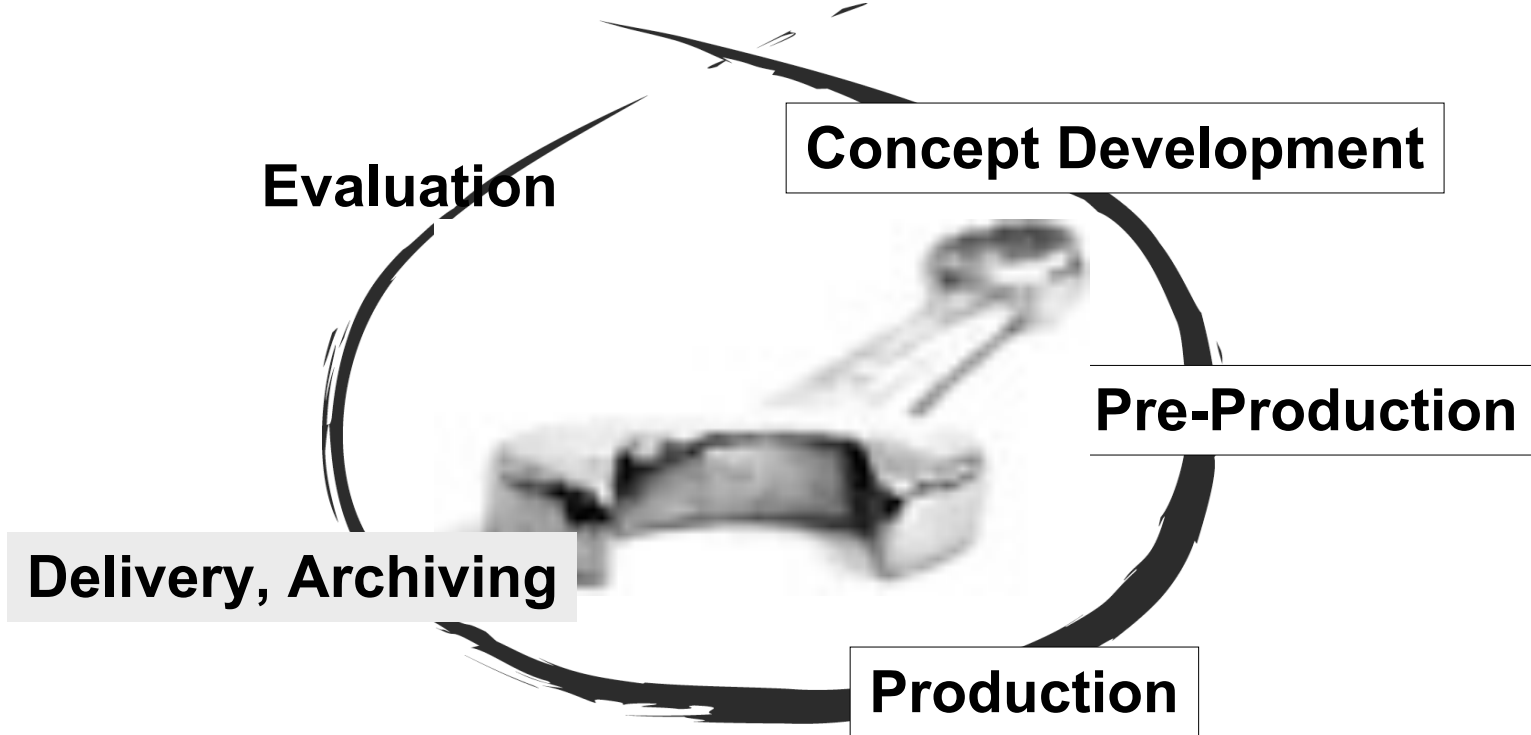 Concept Development
Evaluation
Pre-Production
Delivery, Archiving
Production